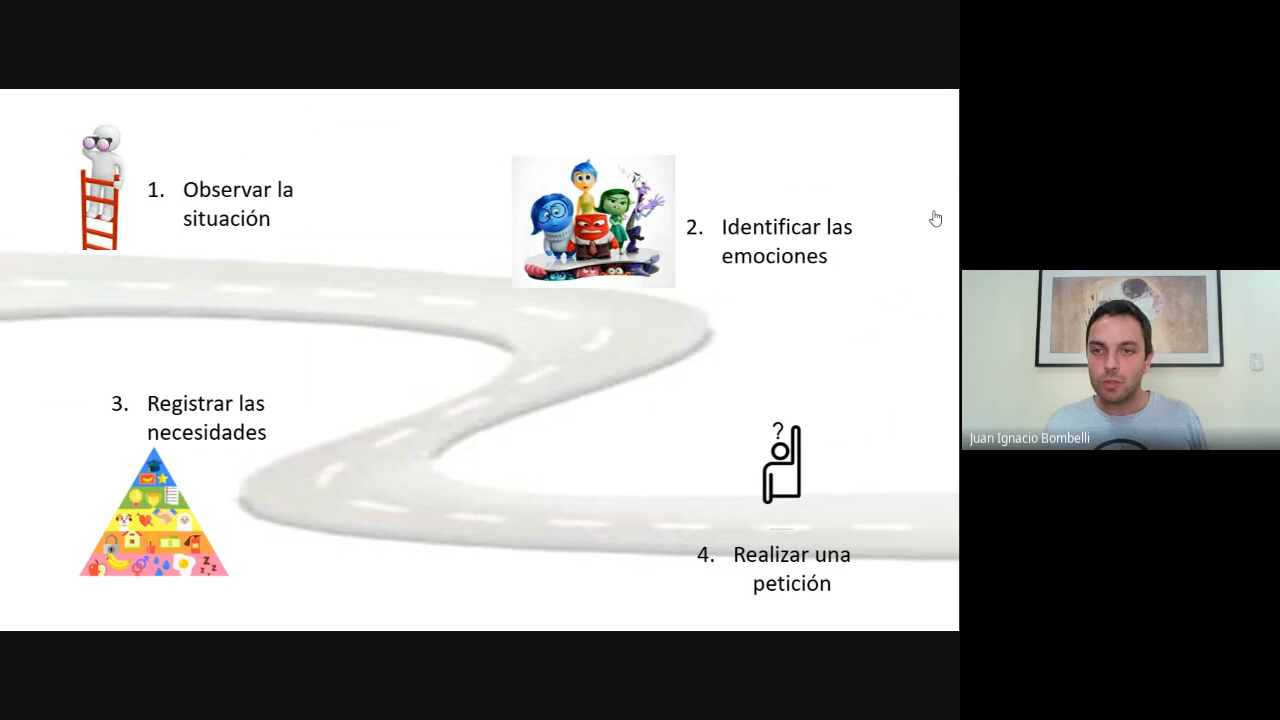 1. Observar la
situación
2. Identificar las
emociones
3. Registrar las
necesidades
?
4. Realizar una
petición
Juan Ignacio Bombelli